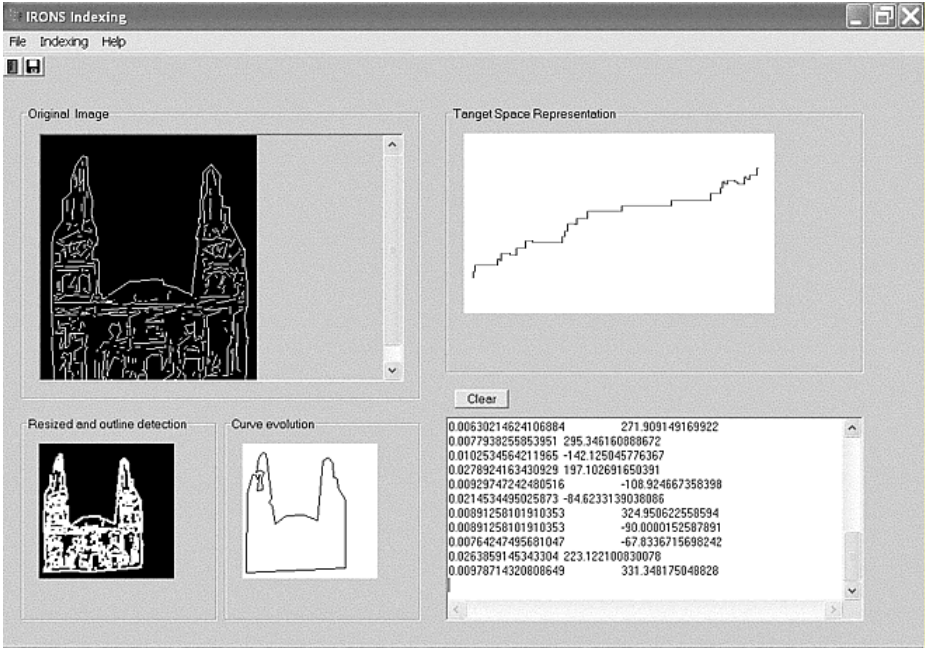 IRONS Indexing
File Indexing Help
Original Image
Tanget Space Representation
Clear
Resized and outline detection
Curve evolution
0.00630214624106884 271.909149169922
0.0077938255853951 295.346160888672
0.0102534564211965 -142.125045776367
0.0278924163430929 197.102691650391
0.00929747242480516 -108.924667358398
0.0214534495025873 -84.6233139038086
0.00891258101910353 324.950622558594
0.00891258101910353 -90.0000152587891
0.00764247495681047 -67.8336715698242
0.0263859145343304 223.122100830078
0.00978714320808649 331.348175048828